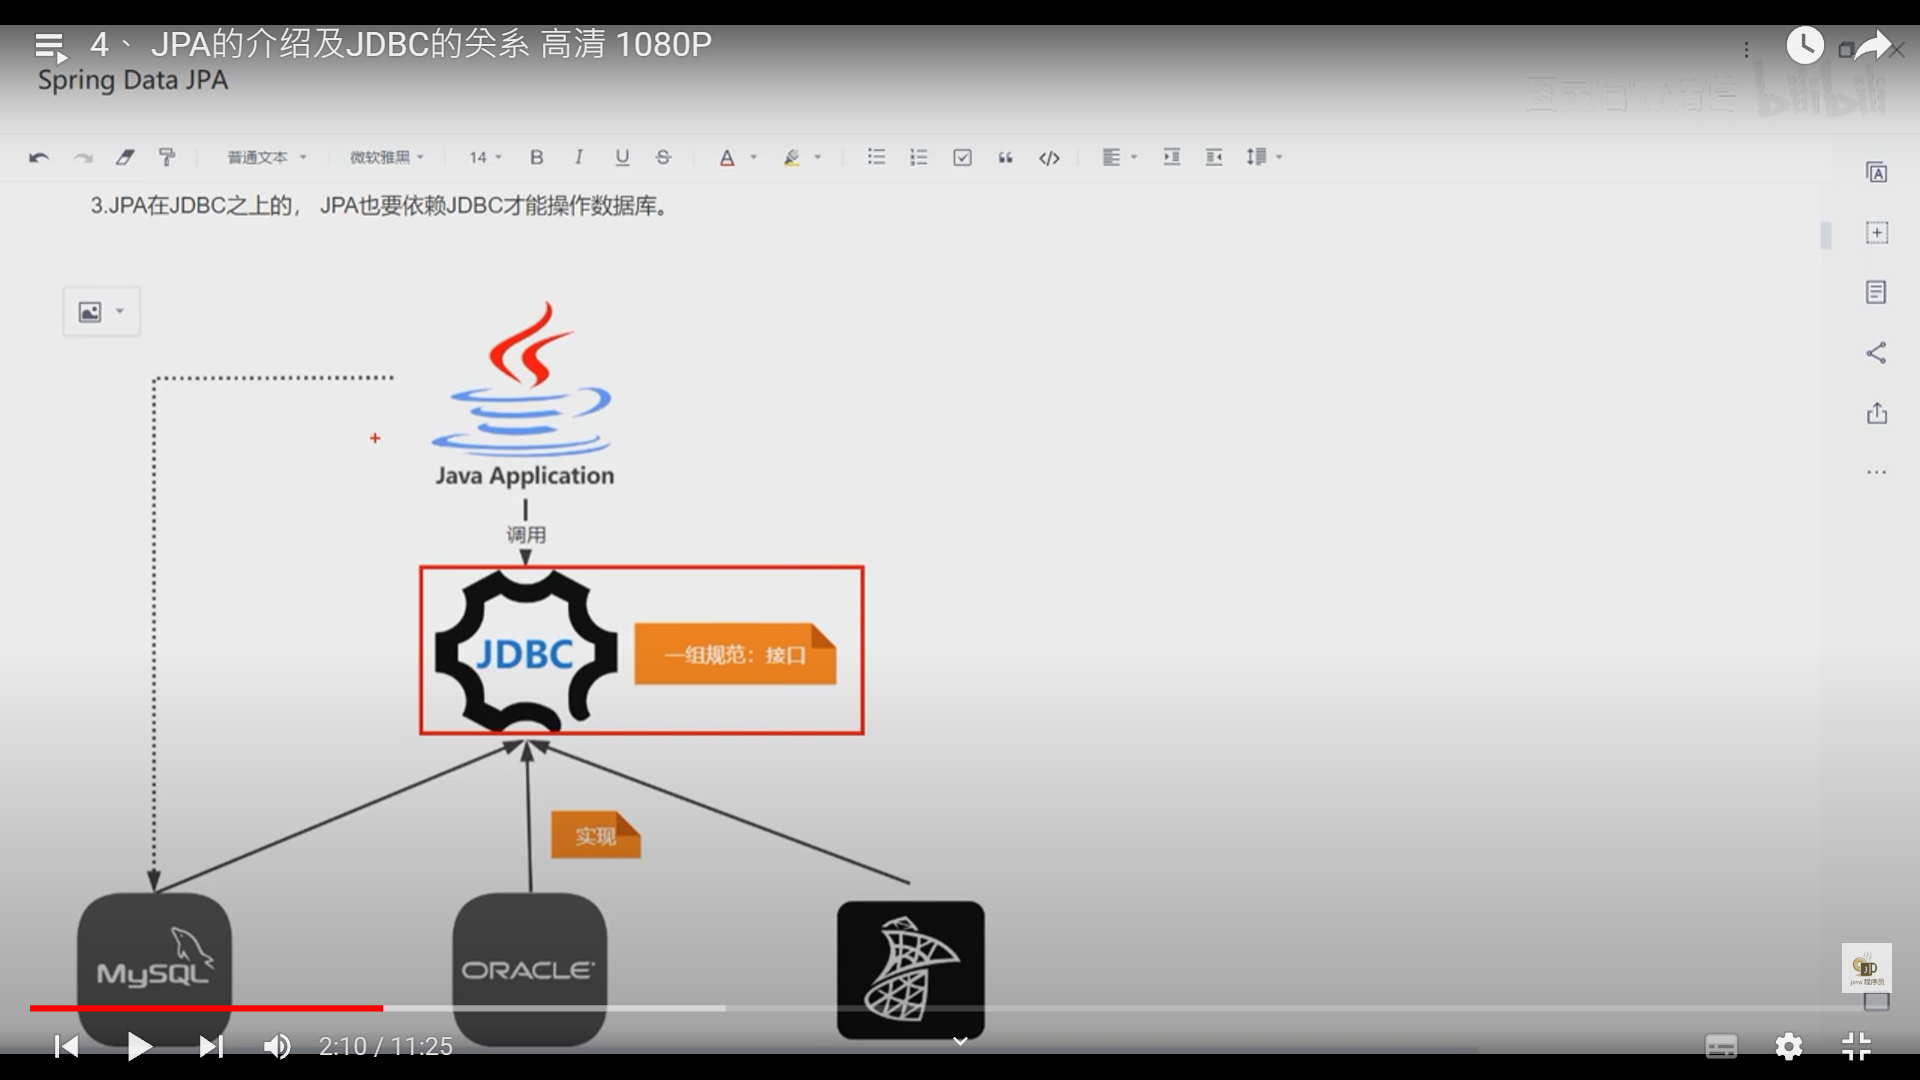 4、 JPA的介绍及JDBC的关系 高清 1080P
Spring Data JPA
bilibili
普通文本
微软雅黑
14
B
I
U
S
A
3.JPA在JDBC之上的， JPA也要依赖JDBC才能操作数据库。
Java Application
调用
JDBC
一组规范：接口
实现
MySQL
ORACLE
2:10 / 11:25